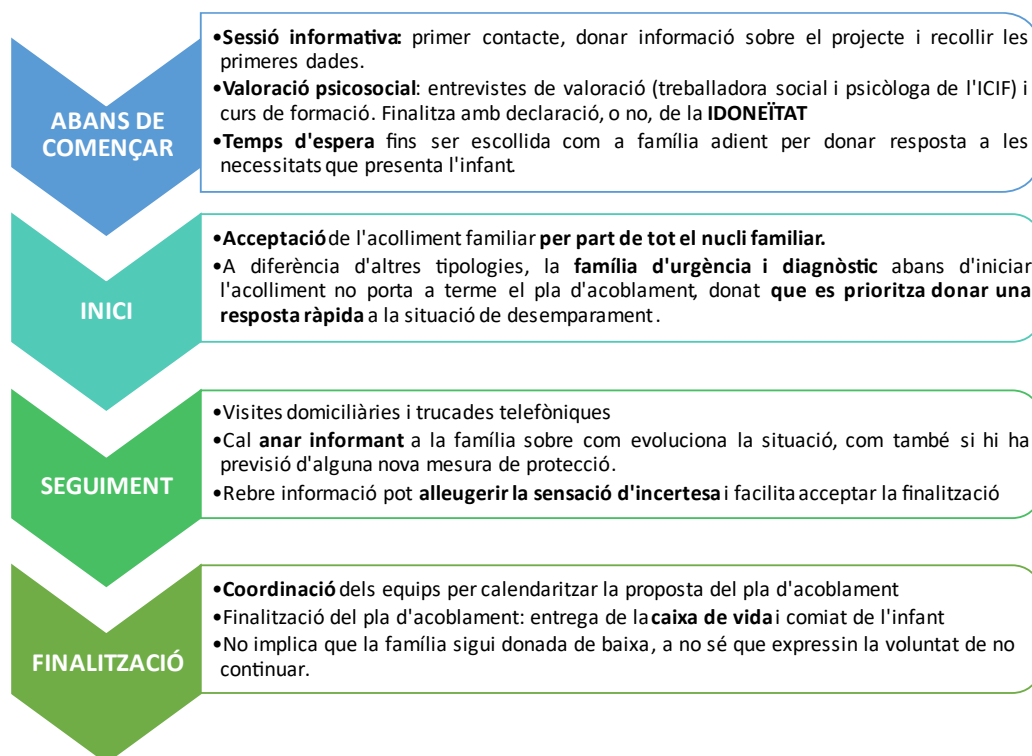 ABANS DE
COMENÇAR
•Sessió informativa: primer contacte, donar informació sobre el projecte i recollir les
primeres dades.
•Valoració psicosocial: entrevistes de valoració (treballadora social i psicòloga de l'ICIF) i
curs de formació. Finalitza amb declaració, o no, de la IDONEÏTAT
•Temps d'espera fins ser escollida com a família adient per donar resposta a les
necessitats que presenta l'infant.
INICI
•Acceptació de l'acolliment familiar per part de tot el nucli familiar.
•A diferència d'altres tipologies, la família d'urgència i diagnòstic abans d'iniciar
l'acolliment no porta a terme el pla d'acoblament, donat que es prioritza donar una
resposta ràpida a la situació de desemparament.
SEGUIMENT
•Visites domiciliàries i trucades telefòniques
•Cal anar informant a la família sobre com evoluciona la situació, com també si hi ha
previsió d'alguna nova mesura de protecció.
•Rebre informació pot alleugerir la sensació d'incertesa i facilita acceptar la finalització
FINALITZACIÓ
•Coordinació dels equips per calendaritzar la proposta del pla d'acoblament
•Finalització del pla d'acoblament: entrega de la caixa de vida i comiat de l'infant
•No implica que la família sigui donada de baixa, a no sé que expressin la voluntat de no
continuar.